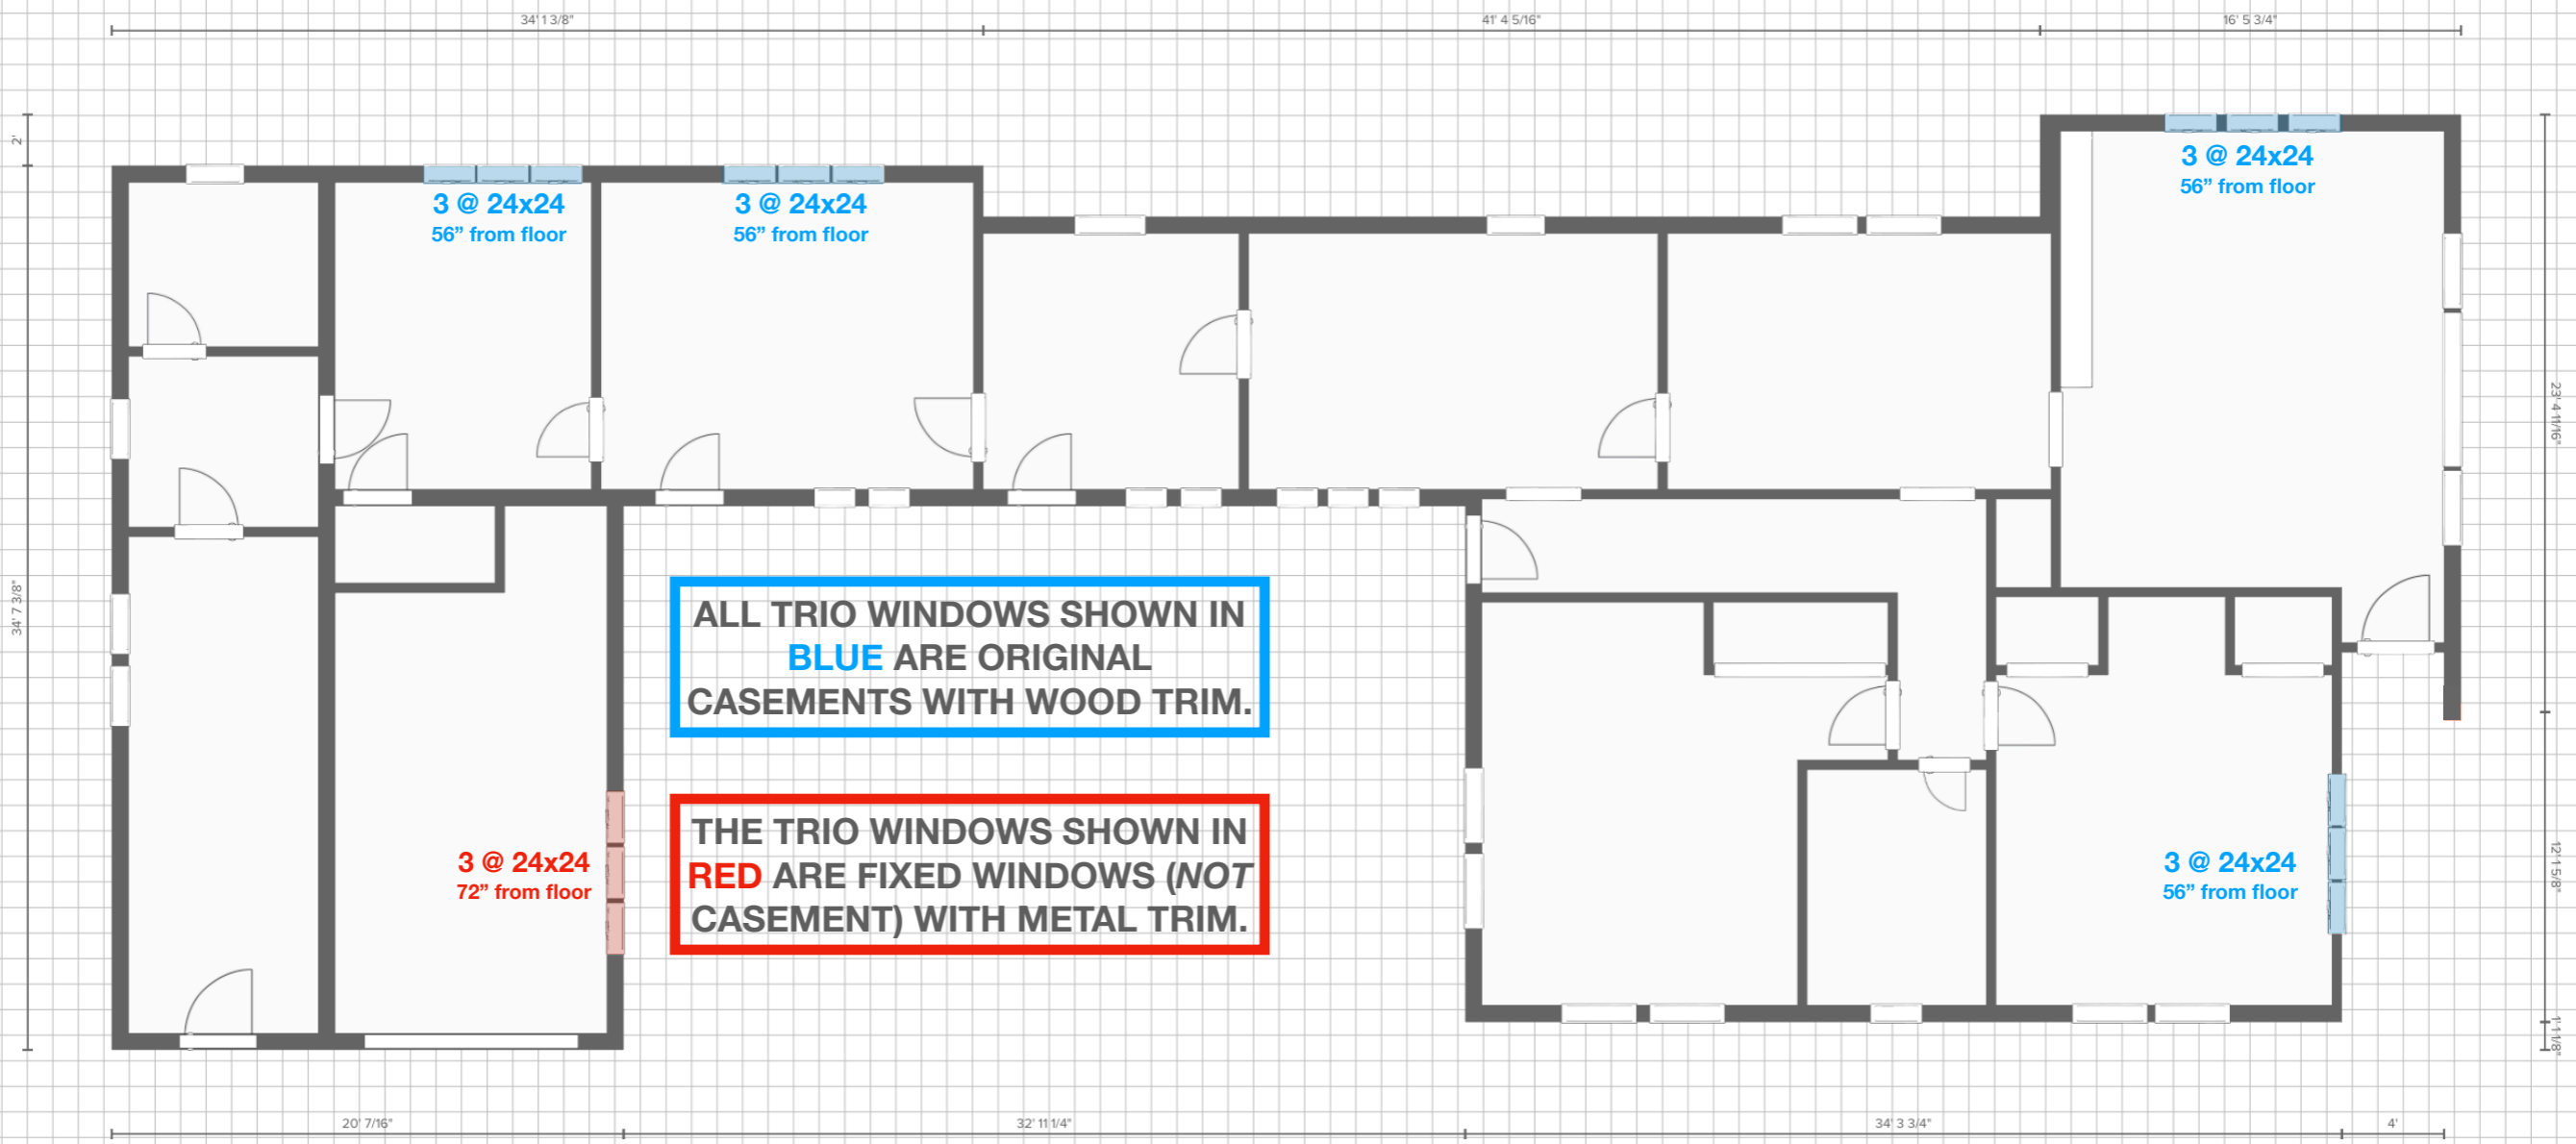 34' 1 3/8"
41' 4 5/16"
16' 5 3/4"
2'
3 @ 24x24
56” from floor
3 @ 24x24
56” from floor
3 @ 24x24
56” from floor
23' 4 11/16"
34' 7 3/8"
ALL TRIO WINDOWS SHOWN IN
BLUE ARE ORIGINAL
CASEMENTS WITH WOOD TRIM.
THE TRIO WINDOWS SHOWN IN
RED ARE FIXED WINDOWS (NOT
CASEMENT) WITH METAL TRIM.
3 @ 24x24
72” from floor
3 @ 24x24
56” from floor
12' 1 5/8"
1' 1 1/8"
20' 7/16"
32' 11 1/4"
34' 3 3/4"
4'